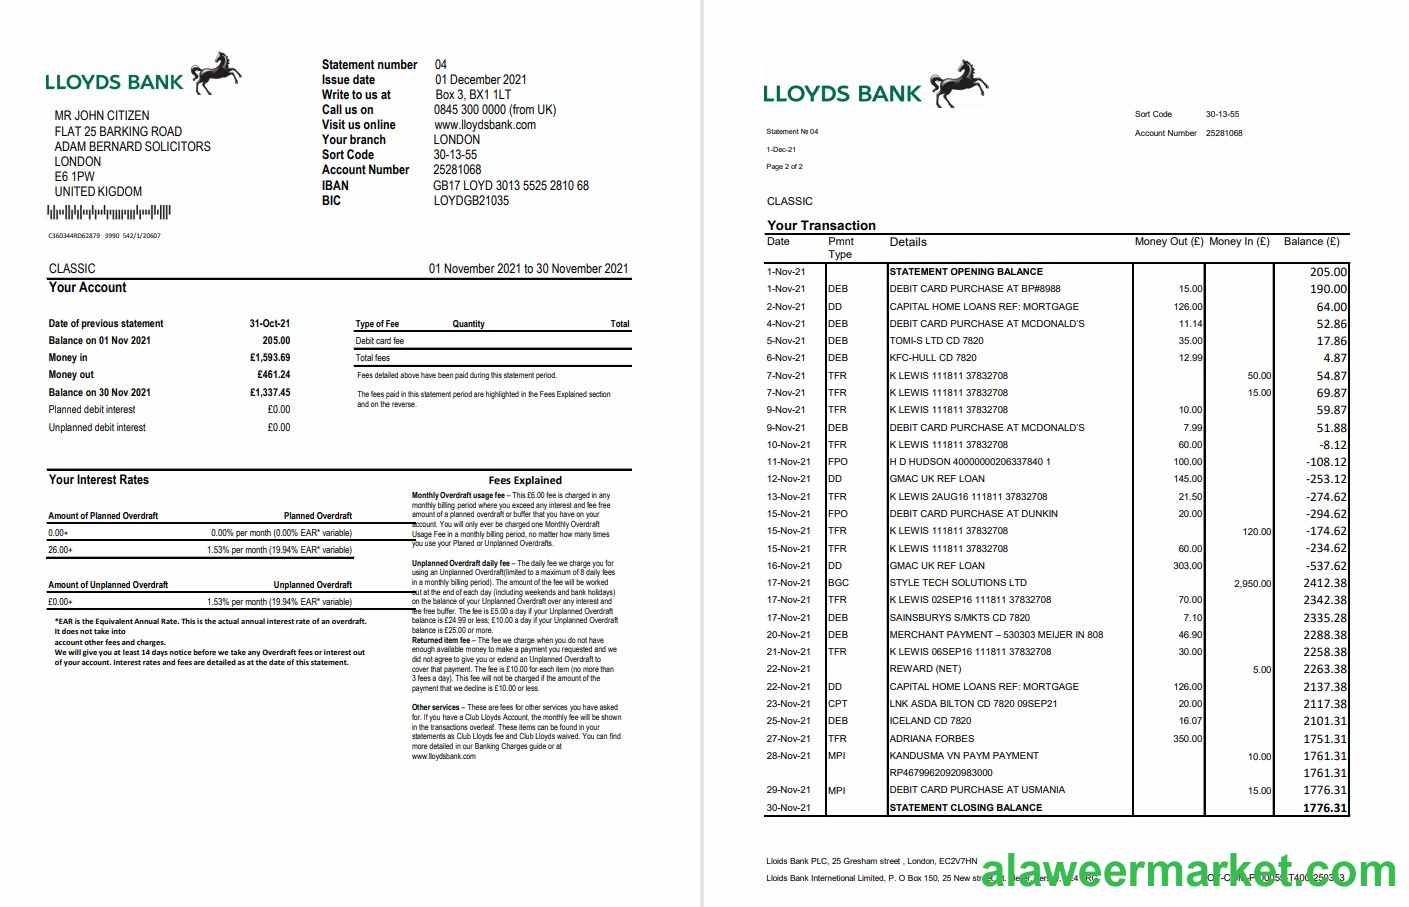 LLOYDS BANK
MR JOHN CITIZEN
FLAT 25 BARKING ROAD
ADAM BERNARD SOLICITORS
LONDON
E6 1PW
UNITED KIGDOM
C360344RD62879 3990 542/1/20607
Statement number 04
Issue date 01 December 2021
Write to us at Box 3, BX1 1LT
Call us on 0845 300 0000 (from UK)
Visit us online www.lloydsbank.com
Your branch LONDON
Sort Code 30-13-55
Account Number 25281068
IBAN GB17 LOYD 3013 5525 2810 68
BIC LOYDGB21035
CLASSIC 01 November 2021 to 30 November 2021
Your Account
Date of previous statement 31-Oct-21
Balance on 01 Nov 2021 205.00
Money in £1,593.69
Money out £461.24
Balance on 30 Nov 2021 £1,337.45
Planned debit interest £0.00
Unplanned debit interest £0.00
Type of Fee Quantity Total
Debit card fee
Total fees
Fees detailed above have been paid during this statement period.
The fees paid in this statement period are highlighted in the Fees Explained section
and on the reverse.
Your Interest Rates
Amount of Planned Overdraft Planned Overdraft
0.00+ 0.00% per month (0.00% EAR* variable)
26.00+ 1.53% per month (19.94% EAR* variable)
Amount of Unplanned Overdraft Unplanned Overdraft
£0.00+ 1.53% per month (19.94% EAR* variable)
*EAR is the Equivalent Annual Rate. This is the actual annual interest rate of an overdraft.
It does not take into
account other fees and charges.
We will give you at least 14 days notice before we take any Overdraft fees or interest out
of your account. Interest rates and fees are detailed as at the date of this statement.
Fees Explained
Monthly Overdraft usage fee – This £6.00 fee is charged in any
monthly billing period where you exceed any interest and fee free
amount of a planned overdraft or buffer that you have on your
account. You will only ever be charged one Monthly Overdraft
Usage Fee in a monthly billing period, no matter how many times
you use your Planed or Unplanned Overdrafts.
Unplanned Overdraft daily fee – The daily fee we charge you for
using an Unplanned Overdraft(limited to a maximum of 8 daily fees
in a monthly billing period). The amount of the fee will be worked
out at the end of each day (including weekends and bank holidays)
on the balance of your Unplanned Overdraft over any interest and
fee free buffer. The fee is £5.00 a day if your Unplanned Overdraft
balance is £24.99 or less; £10.00 a day if your Unplanned Overdraft
balance is £25.00 or more.
Returned item fee – The fee we charge when you do not have
enough available money to make a payment you requested and we
did not agree to give you or extend an Unplanned Overdraft to
cover that payment. The fee is £10.00 for each item (no more than
3 fees a day). This fee will not be charged if the amount of the
payment that we decline is £10.00 or less.
Other services – These are fees for other services you have asked
for. If you have a Club Lloyds Account, the monthly fee will be shown
in the transactions overleaf. These items can be found in your
statements as Club Lloyds fee and Club Lloyds waived. You can find
more detailed in our Banking Charges guide or at
www.lloydsbank.com
LLOYDS BANK
Statement № 04
1-Dec-21
Page 2 of 2
Sort Code 30-13-55
Account Number 25281068
CLASSIC
Your Transaction
Date Pmnt Type Details Money Out (£) Money In (£) Balance (£)
1-Nov-21 STATEMENT OPENING BALANCE 205.00
1-Nov-21 DEB DEBIT CARD PURCHASE AT BP#8988 15.00 190.00
2-Nov-21 DD CAPITAL HOME LOANS REF: MORTGAGE 126.00 64.00
4-Nov-21 DEB DEBIT CARD PURCHASE AT MCDONALD'S 11.14 52.86
5-Nov-21 DEB TOMI-S LTD CD 7820 35.00 17.86
6-Nov-21 DEB KFC-HULL CD 7820 12.99 4.87
7-Nov-21 TFR K LEWIS 111811 37832708 50.00 54.87
7-Nov-21 TFR K LEWIS 111811 37832708 15.00 69.87
9-Nov-21 TFR K LEWIS 111811 37832708 10.00 59.87
9-Nov-21 DEB DEBIT CARD PURCHASE AT MCDONALD'S 7.99 51.88
10-Nov-21 TFR K LEWIS 111811 37832708 60.00 -8.12
11-Nov-21 FPO H D HUDSON 40000000206337840 1 100.00 -108.12
12-Nov-21 DD GMAC UK REF LOAN 145.00 -253.12
13-Nov-21 TFR K LEWIS 2AUG16 111811 37832708 21.50 -274.62
15-Nov-21 FPO DEBIT CARD PURCHASE AT DUNKIN 20.00 -294.62
15-Nov-21 TFR K LEWIS 111811 37832708 120.00 -174.62
15-Nov-21 TFR K LEWIS 111811 37832708 60.00 -234.62
16-Nov-21 DD GMAC UK REF LOAN 303.00 -537.62
17-Nov-21 BGC STYLE TECH SOLUTIONS LTD 2,950.00 2412.38
17-Nov-21 TFR K LEWIS 02SEP16 111811 37832708 70.00 2342.38
17-Nov-21 DEB SAINSBURYS S/MKTS CD 7820 7.10 2335.28
20-Nov-21 DEB MERCHANT PAYMENT – 530303 MEIJER IN 808 46.90 2288.38
21-Nov-21 TFR K LEWIS 06SEP16 111811 37832708 30.00 2258.38
22-Nov-21 REWARD (NET) 5.00 2263.38
22-Nov-21 DD CAPITAL HOME LOANS REF: MORTGAGE 126.00 2137.38
23-Nov-21 CPT LNK ASDA BILTON CD 7820 09SEP21 20.00 2117.38
25-Nov-21 DEB ICELAND CD 7820 16.07 2101.31
27-Nov-21 TFR ADRIANA FORBES 350.00 1751.31
28-Nov-21 MPI KANDUSMA VN PAYM PAYMENT 10.00 1761.31
RP46799620920983000 1761.31
29-Nov-21 MPI DEBIT CARD PURCHASE AT USMANIA 15.00 1776.31
30-Nov-21 STATEMENT CLOSING BALANCE 1776.31
Lloids Bank PLC, 25 Gresham street , London, EC2V7HN
Lloids Bank Internetional Limited, P. O Box 150, 25 New
alaweermarket.com